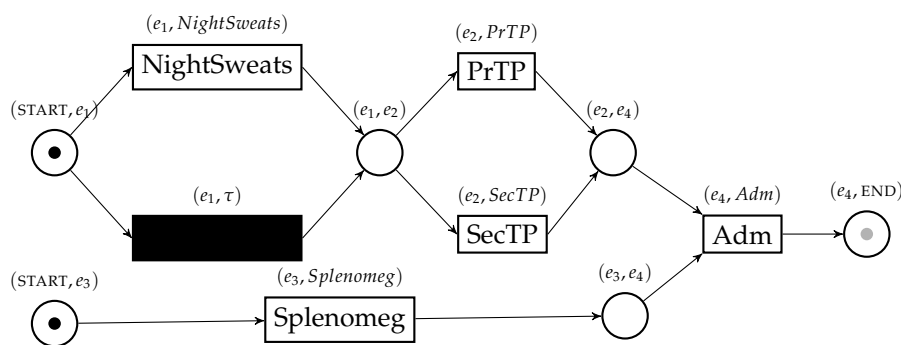 (e₁, NightSweats)
NightSweats
(e₂, PrTP)
PrTP
(START, e₁)
(e₁, e₂)
(e₂, e₄)
(e₁, τ)
(e₂, SecTP)
SecTP
(e₄, Adm)
Adm
(e₄, END)
(START, e₃)
(e₃, Splenomeg)
Splenomeg
(e₃, e₄)